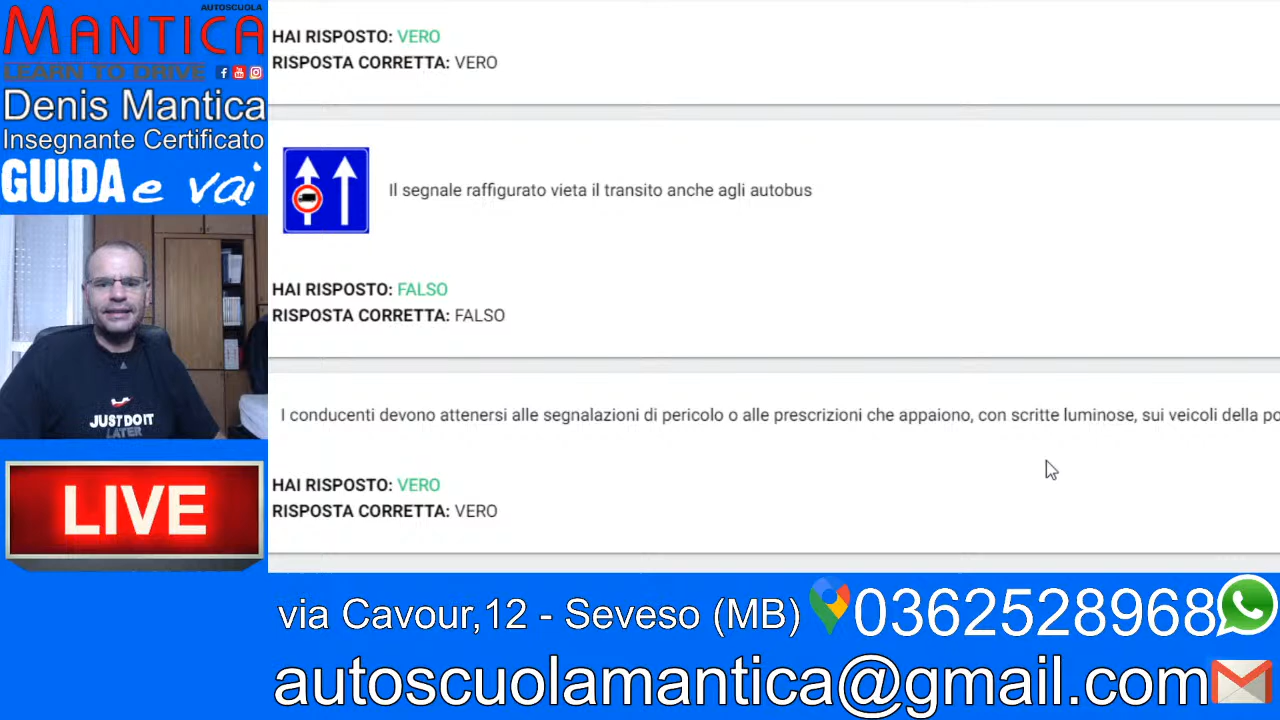 AUTOSCUOLA
MANTICA
LEARN TO DRIVE
Denis Mantica
Insegnante Certificato
GUIDA e vai
JUST DO IT
LATER
LIVE
HAI RISPOSTO: VERO
RISPOSTA CORRETTA: VERO
Il segnale raffigurato vieta il transito anche agli autobus
HAI RISPOSTO: FALSO
RISPOSTA CORRETTA: FALSO
I conducenti devono attenersi alle segnalazioni di pericolo o alle prescrizioni che appaiono, con scritte luminose, sui veicoli della po
HAI RISPOSTO: VERO
RISPOSTA CORRETTA: VERO
via Cavour,12 - Seveso (MB) 0362528968
autoscuolamantica@gmail.com